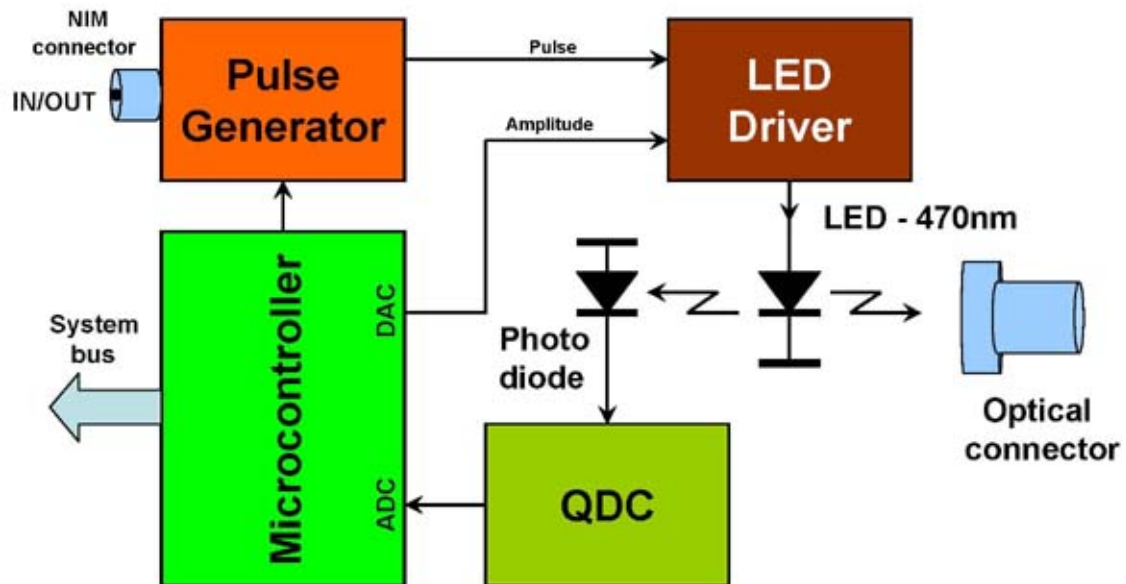 NIM
connector
IN/OUT
Pulse
Generator
Pulse
Amplitude
LED
Driver
LED - 470nm
System
bus
Microcontroller
DAC
ADC
Photo
diode
QDC
Optical
connector